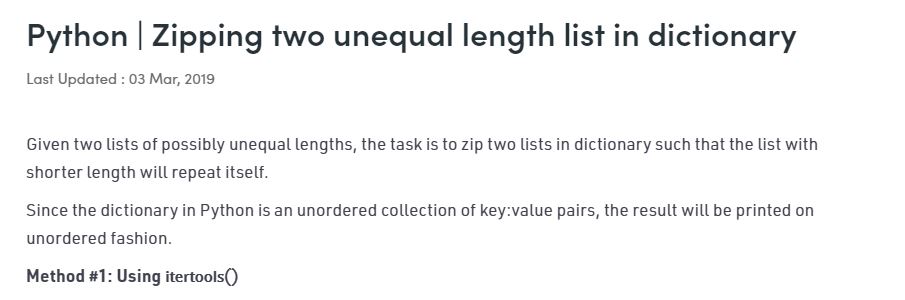 Python | Zipping two unequal length list in dictionary
Last Updated : 03 Mar, 2019
Given two lists of possibly unequal lengths, the task is to zip two lists in dictionary such that the list with
shorter length will repeat itself.
Since the dictionary in Python is an unordered collection of key:value pairs, the result will be printed on
unordered fashion.
Method #1: Using itertools()